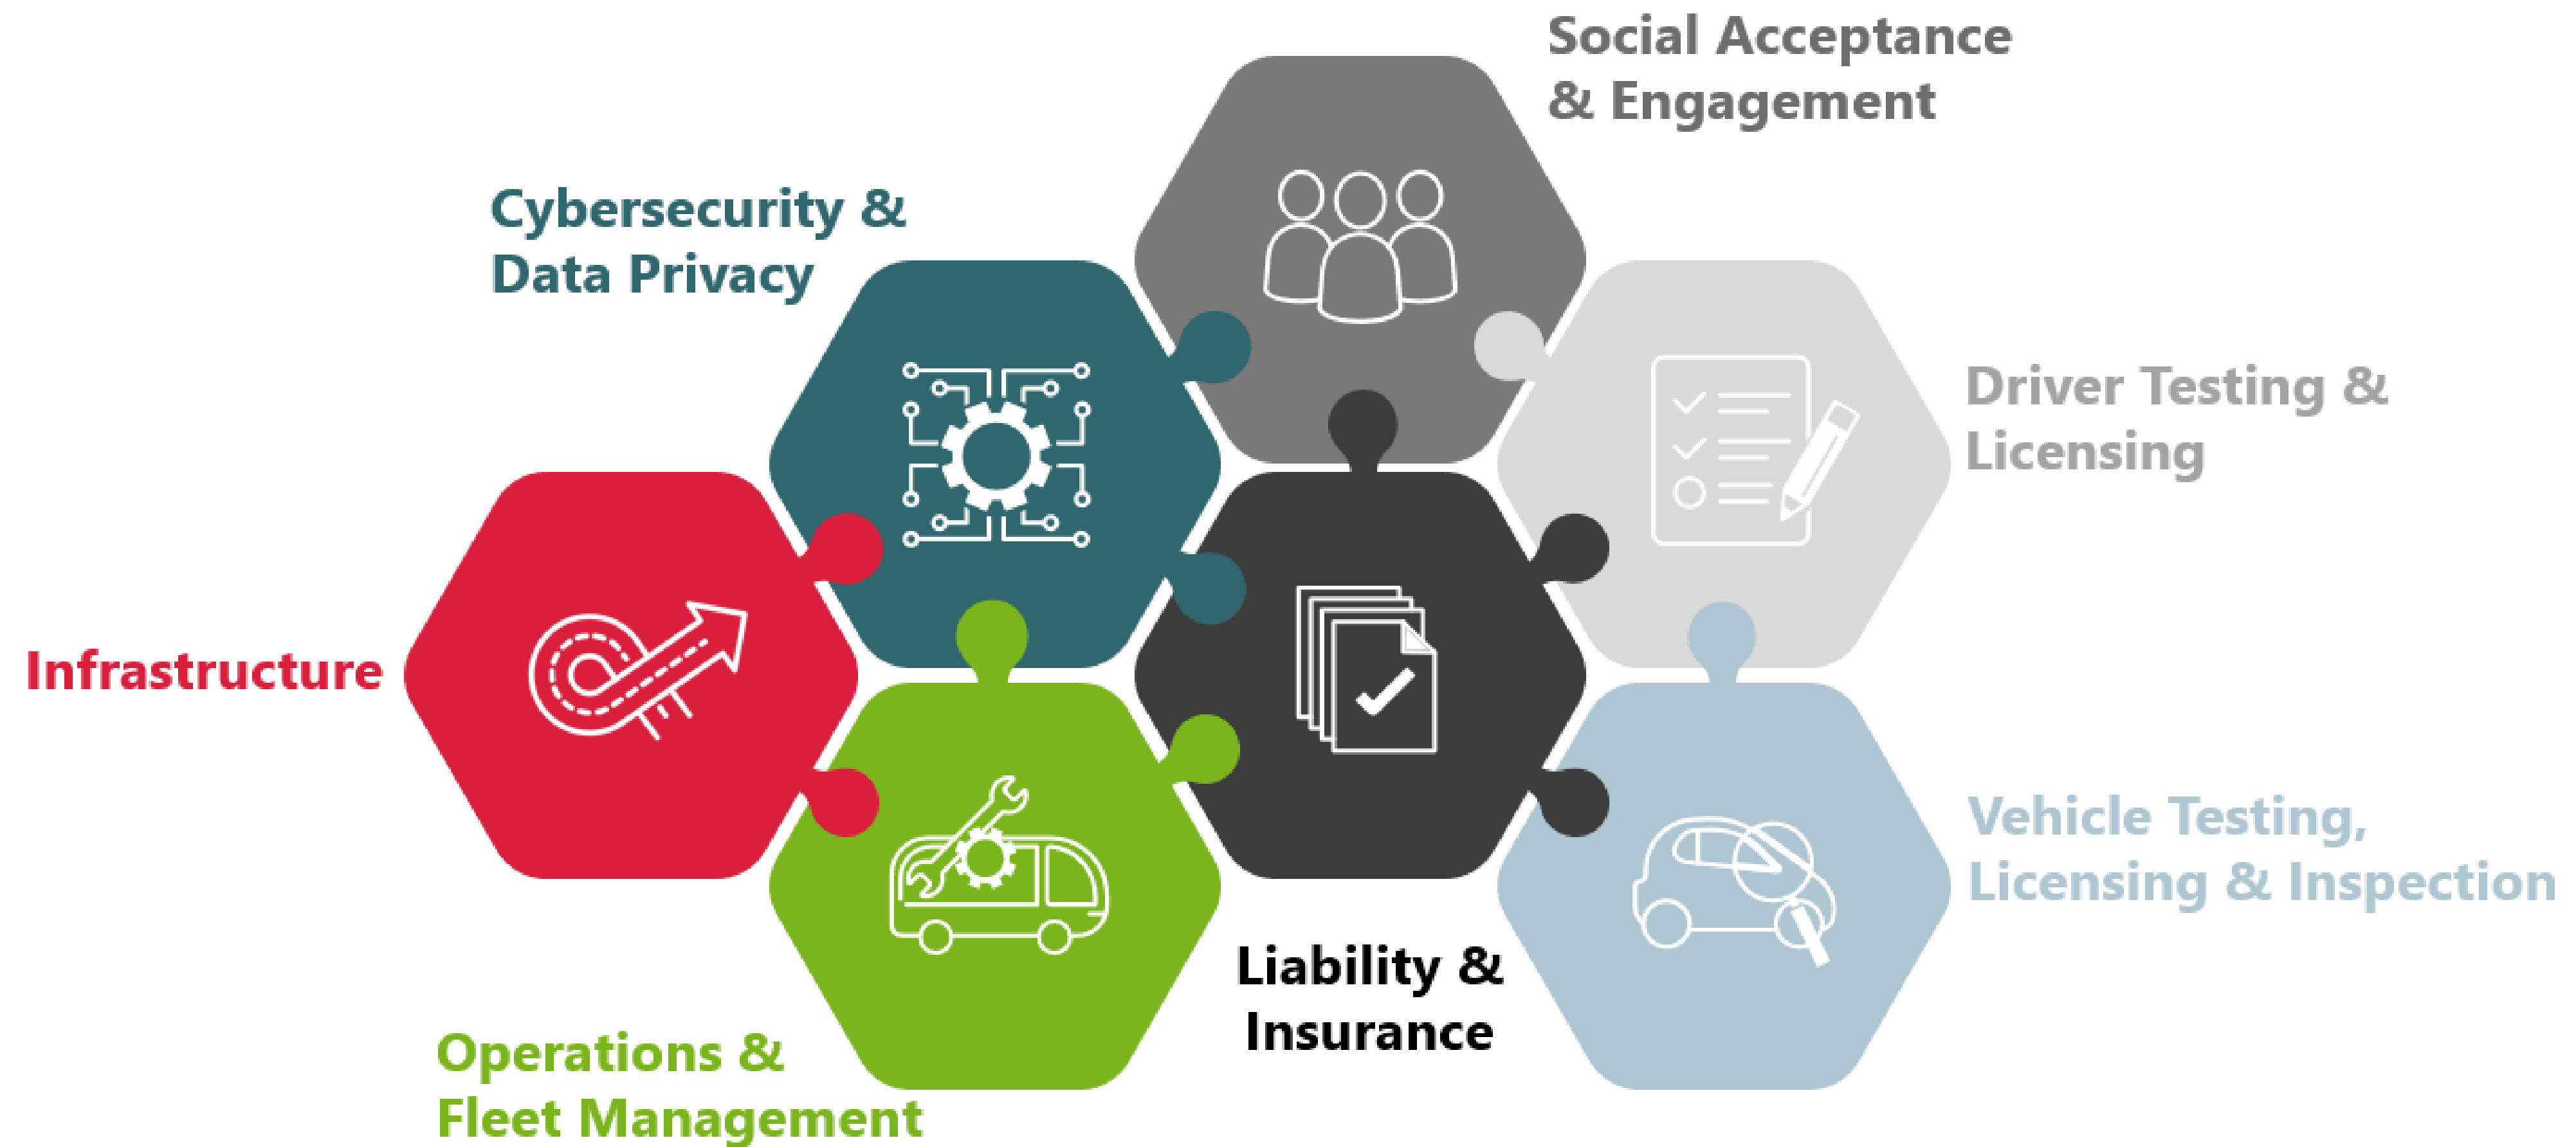 Social Acceptance
& Engagement
Cybersecurity &
Data Privacy
Driver Testing &
Licensing
Infrastructure
Vehicle Testing,
Licensing & Inspection
Liability &
Insurance
Operations &
Fleet Management